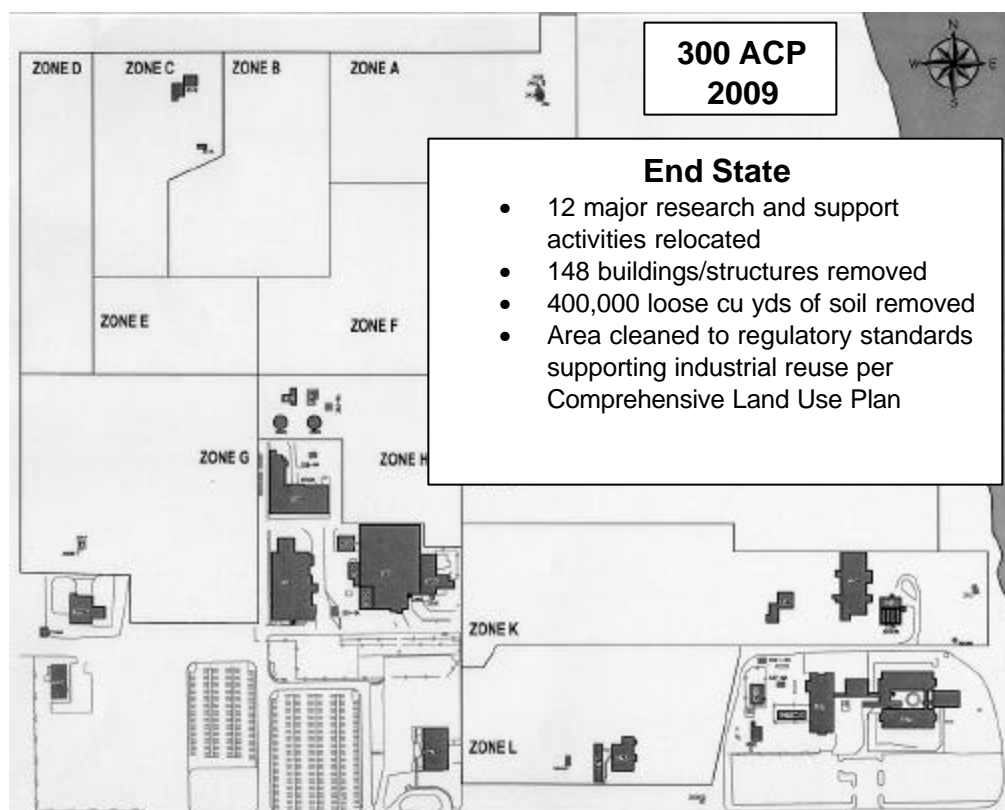 ZONE D
ZONE C
ZONE B
ZONE A
300 ACP
2009
N
W
E
S
End State
• 12 major research and support
activities relocated
• 148 buildings/structures removed
• 400,000 loose cu yds of soil removed
• Area cleaned to regulatory standards
supporting industrial reuse per
Comprehensive Land Use Plan
ZONE E
ZONE F
ZONE G
ZONE H
ZONE K
ZONE L